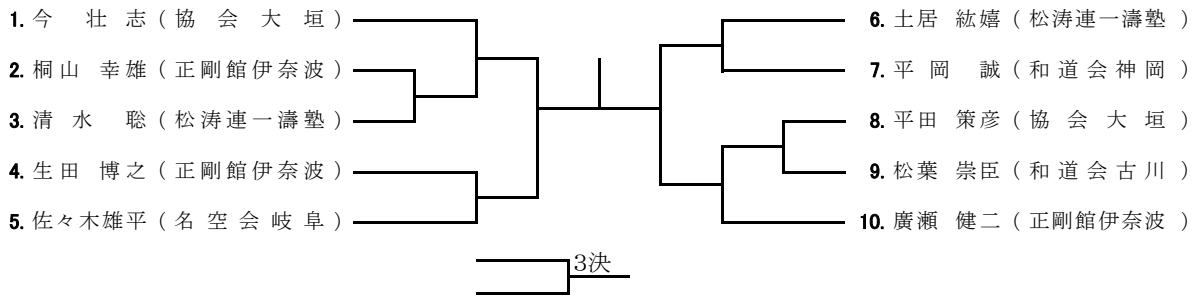 1. 今 壮志(協会大垣)
2. 桐山 幸雄(正剛館伊奈波)
3. 清水 聡(松涛連一濤塾)
4. 生田 博之(正剛館伊奈波)
5. 佐々木雄平(名空会岐阜)
6. 土居 紘嬉(松涛連一濤塾)
7. 平岡 誠(和道会神岡)
8. 平田 策彦(協会大垣)
9. 松葉 崇臣(和道会古川)
10. 廣瀬 健二(正剛館伊奈波)
3決